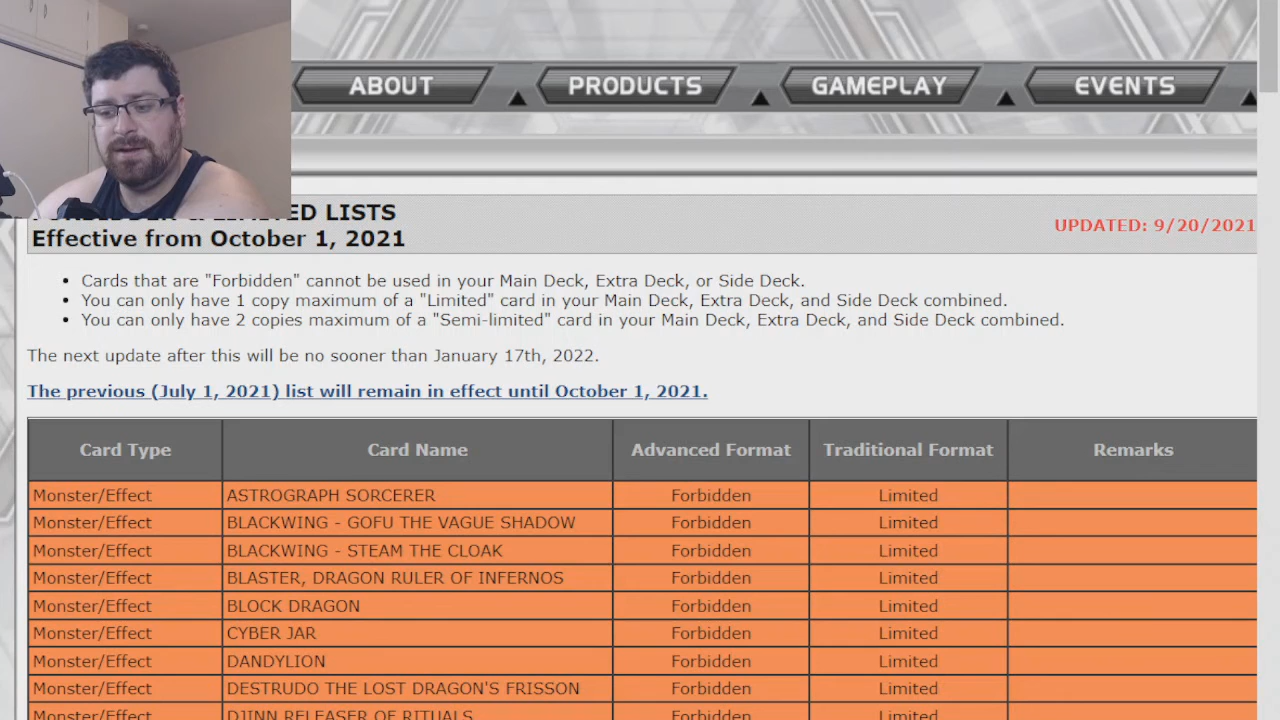 ABOUT
PRODUCTS
GAMEPLAY
EVENTS
LISTS
Effective from October 1, 2021
UPDATED: 9/20/2021
• Cards that are "Forbidden" cannot be used in your Main Deck, Extra Deck, or Side Deck.
• You can only have 1 copy maximum of a "Limited" card in your Main Deck, Extra Deck, and Side Deck combined.
• You can only have 2 copies maximum of a "Semi-limited" card in your Main Deck, Extra Deck, and Side Deck combined.
The next update after this will be no sooner than January 17th, 2022.
The previous (July 1, 2021) list will remain in effect until October 1, 2021.
Card Type Card Name Advanced Format Traditional Format Remarks
Monster/Effect ASTROGRAPH SORCERER Forbidden Limited
Monster/Effect BLACKWING - GOFU THE VAGUE SHADOW Forbidden Limited
Monster/Effect BLACKWING - STEAM THE CLOAK Forbidden Limited
Monster/Effect BLASTER, DRAGON RULER OF INFERNOS Forbidden Limited
Monster/Effect BLOCK DRAGON Forbidden Limited
Monster/Effect CYBER JAR Forbidden Limited
Monster/Effect DANDYLION Forbidden Limited
Monster/Effect DESTRUDO THE LOST DRAGON'S FRISSON Forbidden Limited
Monster/Effect DJINN RELEASER OF RITUALS Forbidden Limited